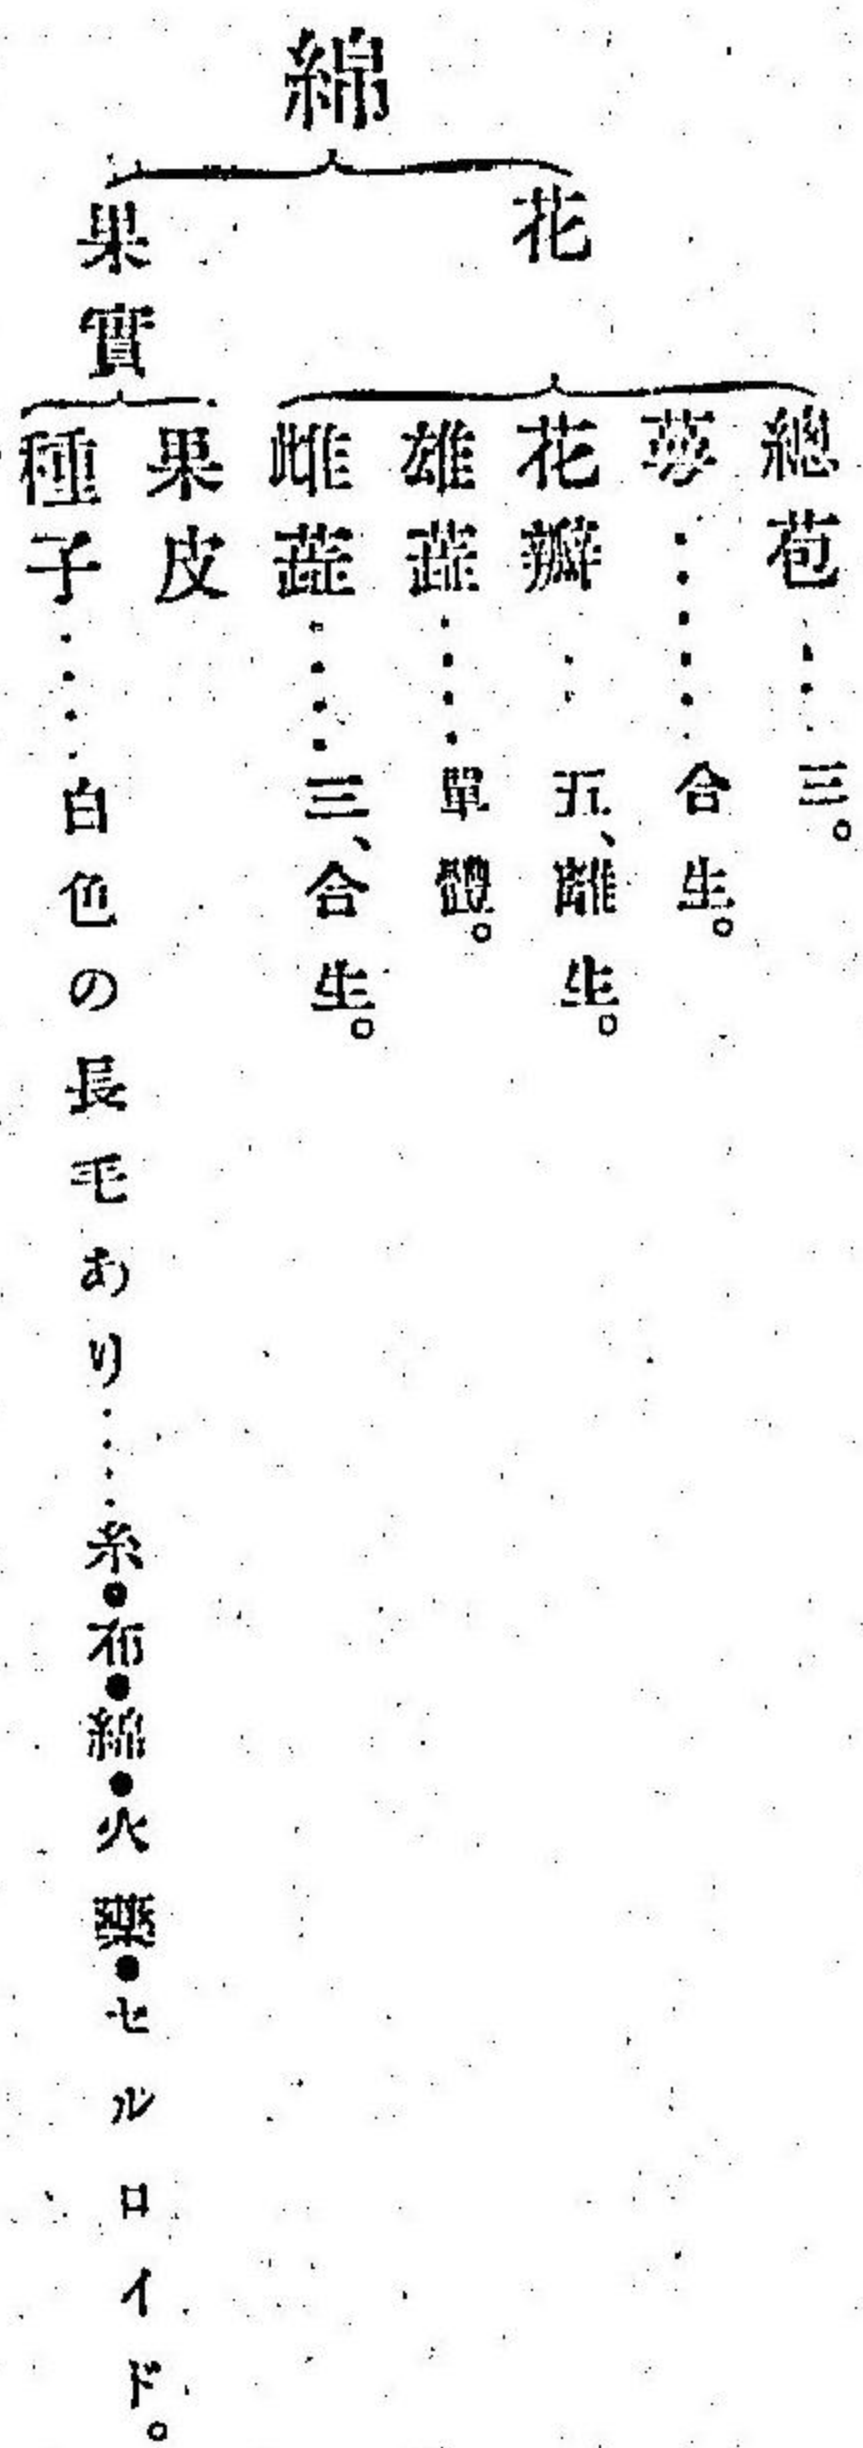 綿
花
總苞……三。
萼……合生。
花瓣…五、離生。
雄蕋……單體。
雌蕋……三、合生。
果實
果皮
種子……白色の長毛あり……糸●布●綿●火藥●セルロイド。